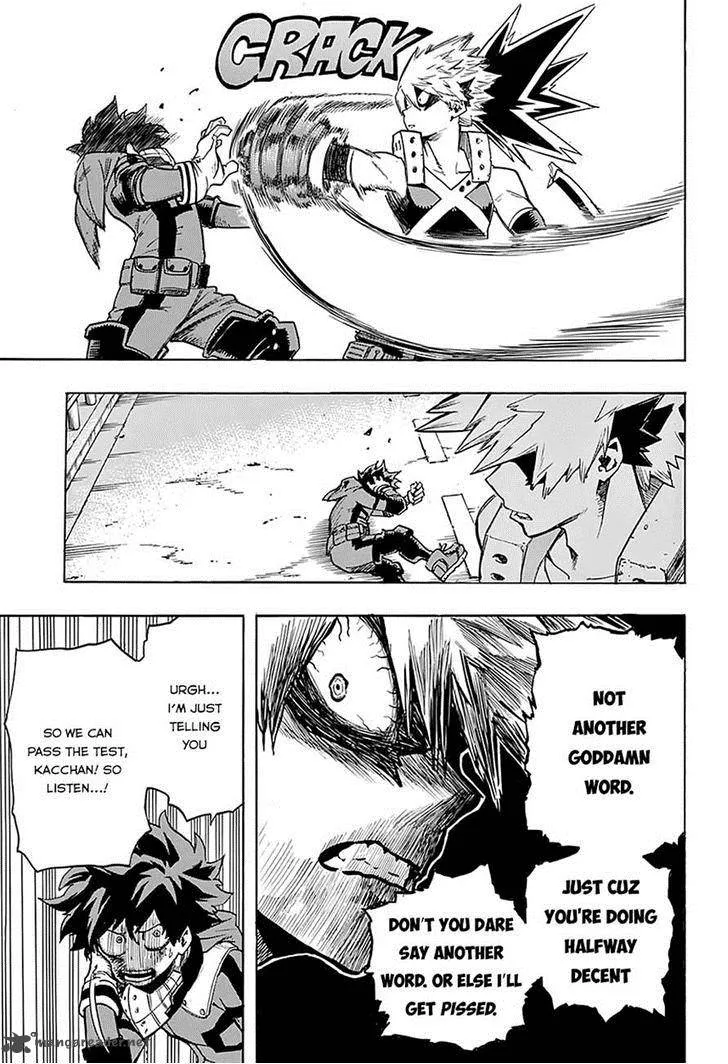 CRACK
NOT
ANOTHER
GODDAMN
WORD.
JUST CUZ
YOU'RE DOING
HALFWAY
DECENT
DON'T YOU DARE
SAY ANOTHER
WORD. OR ELSE I'LL
GET PISSED.
URGH...
I'M JUST
TELLING
YOU
SO WE CAN
PASS THE TEST,
KACCHAN! SO
LISTEN...!
mangareader.net